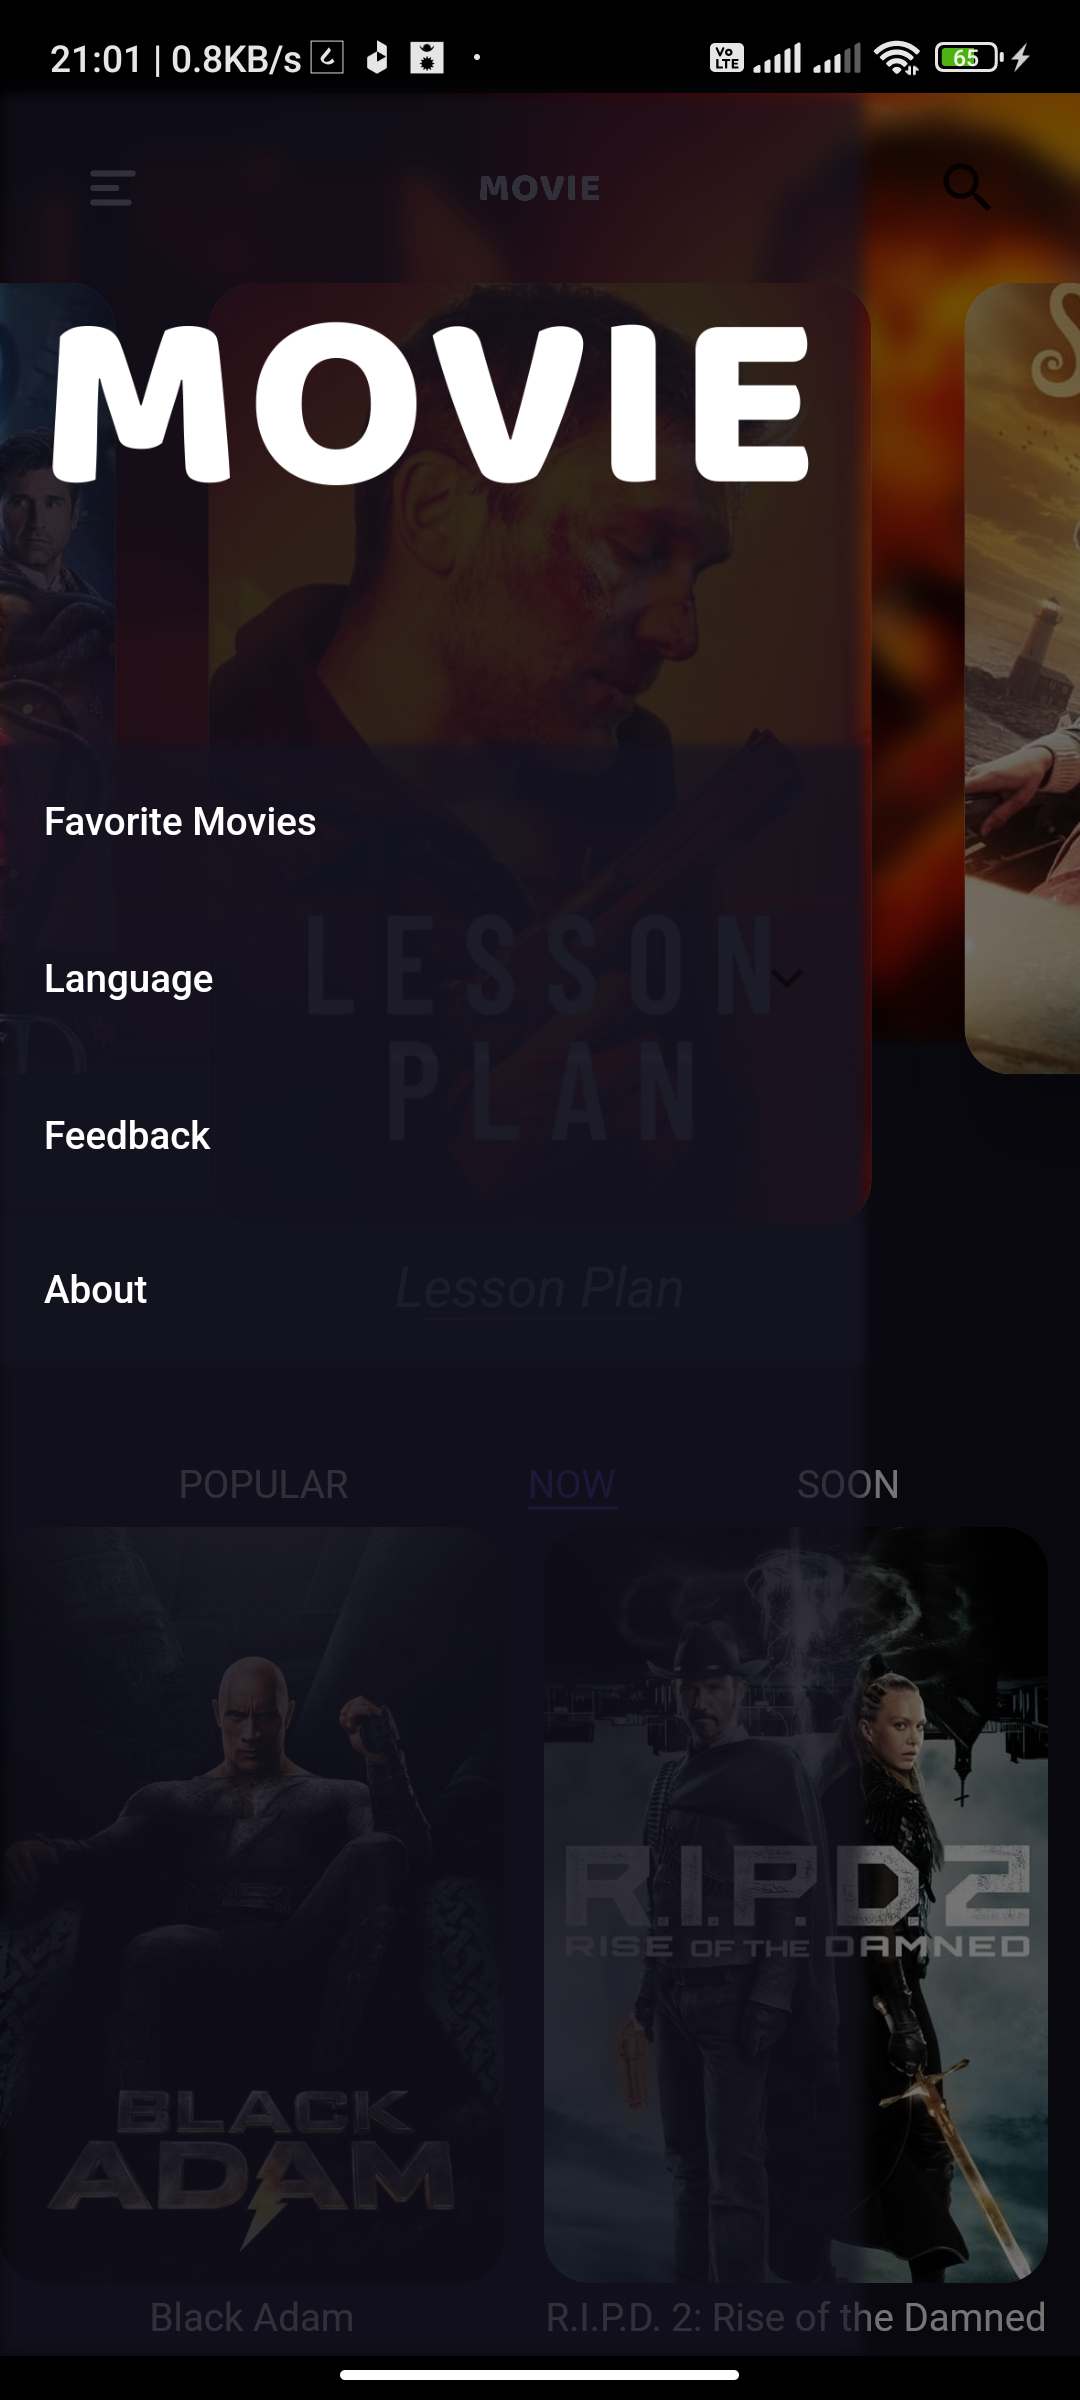 21:01 | 0.8KB/s
Vo LTE
65
MOVIE
MOVIE
Favorite Movies
Language
Feedback
About
LESSON
PLAN
Lesson Plan
POPULAR NOW SOON
R.I.P.D.2
RISE OF THE DAMNED
BLACK
ADAM
Black Adam
R.I.P.D. 2: Rise of the Damned